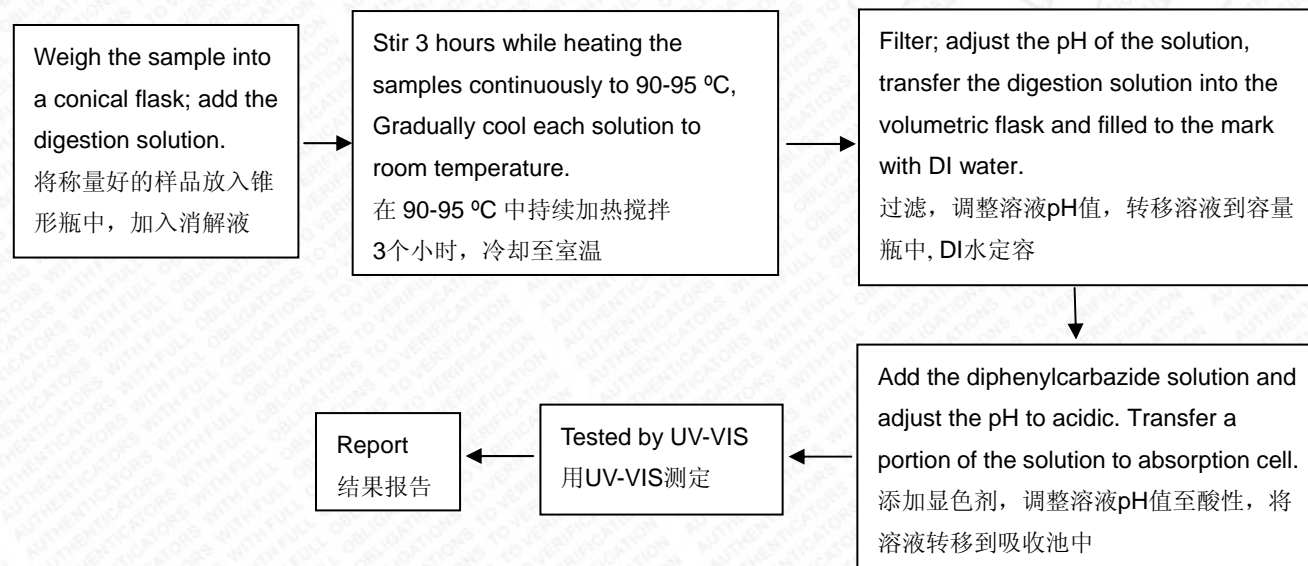 Weigh the sample into
a conical flask; add the
digestion solution.
将称量好的样品放入锥
形瓶中，加入消解液
Stir 3 hours while heating the
samples continuously to 90-95 ºC,
Gradually cool each solution to
room temperature.
在 90-95 ºC 中持续加热搅拌
3个小时，冷却至室温
Filter; adjust the pH of the solution,
transfer the digestion solution into the
volumetric flask and filled to the mark
with DI water.
过滤，调整溶液pH值，转移溶液到容量
瓶中, DI水定容
Add the diphenylcarbazide solution and
adjust the pH to acidic. Transfer a
portion of the solution to absorption cell.
添加显色剂，调整溶液pH值至酸性，将
溶液转移到吸收池中
Tested by UV-VIS
用UV-VIS测定
Report
结果报告